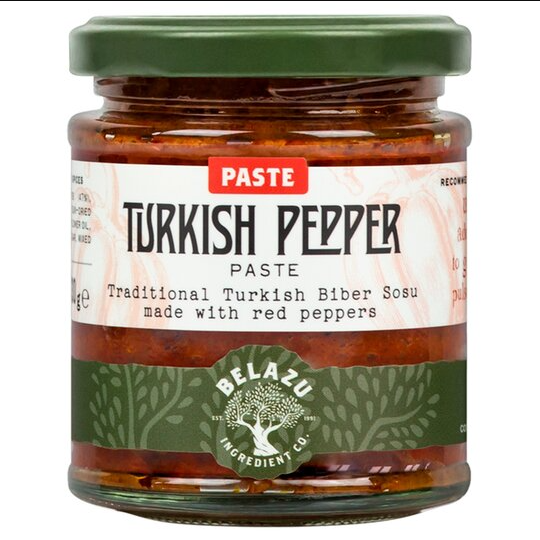 PASTE
TURKISH PEPPER
PASTE
Traditional Turkish Biber Sosu
made with red peppers
BELAZU
EST. 1991
INGREDIENT CO.